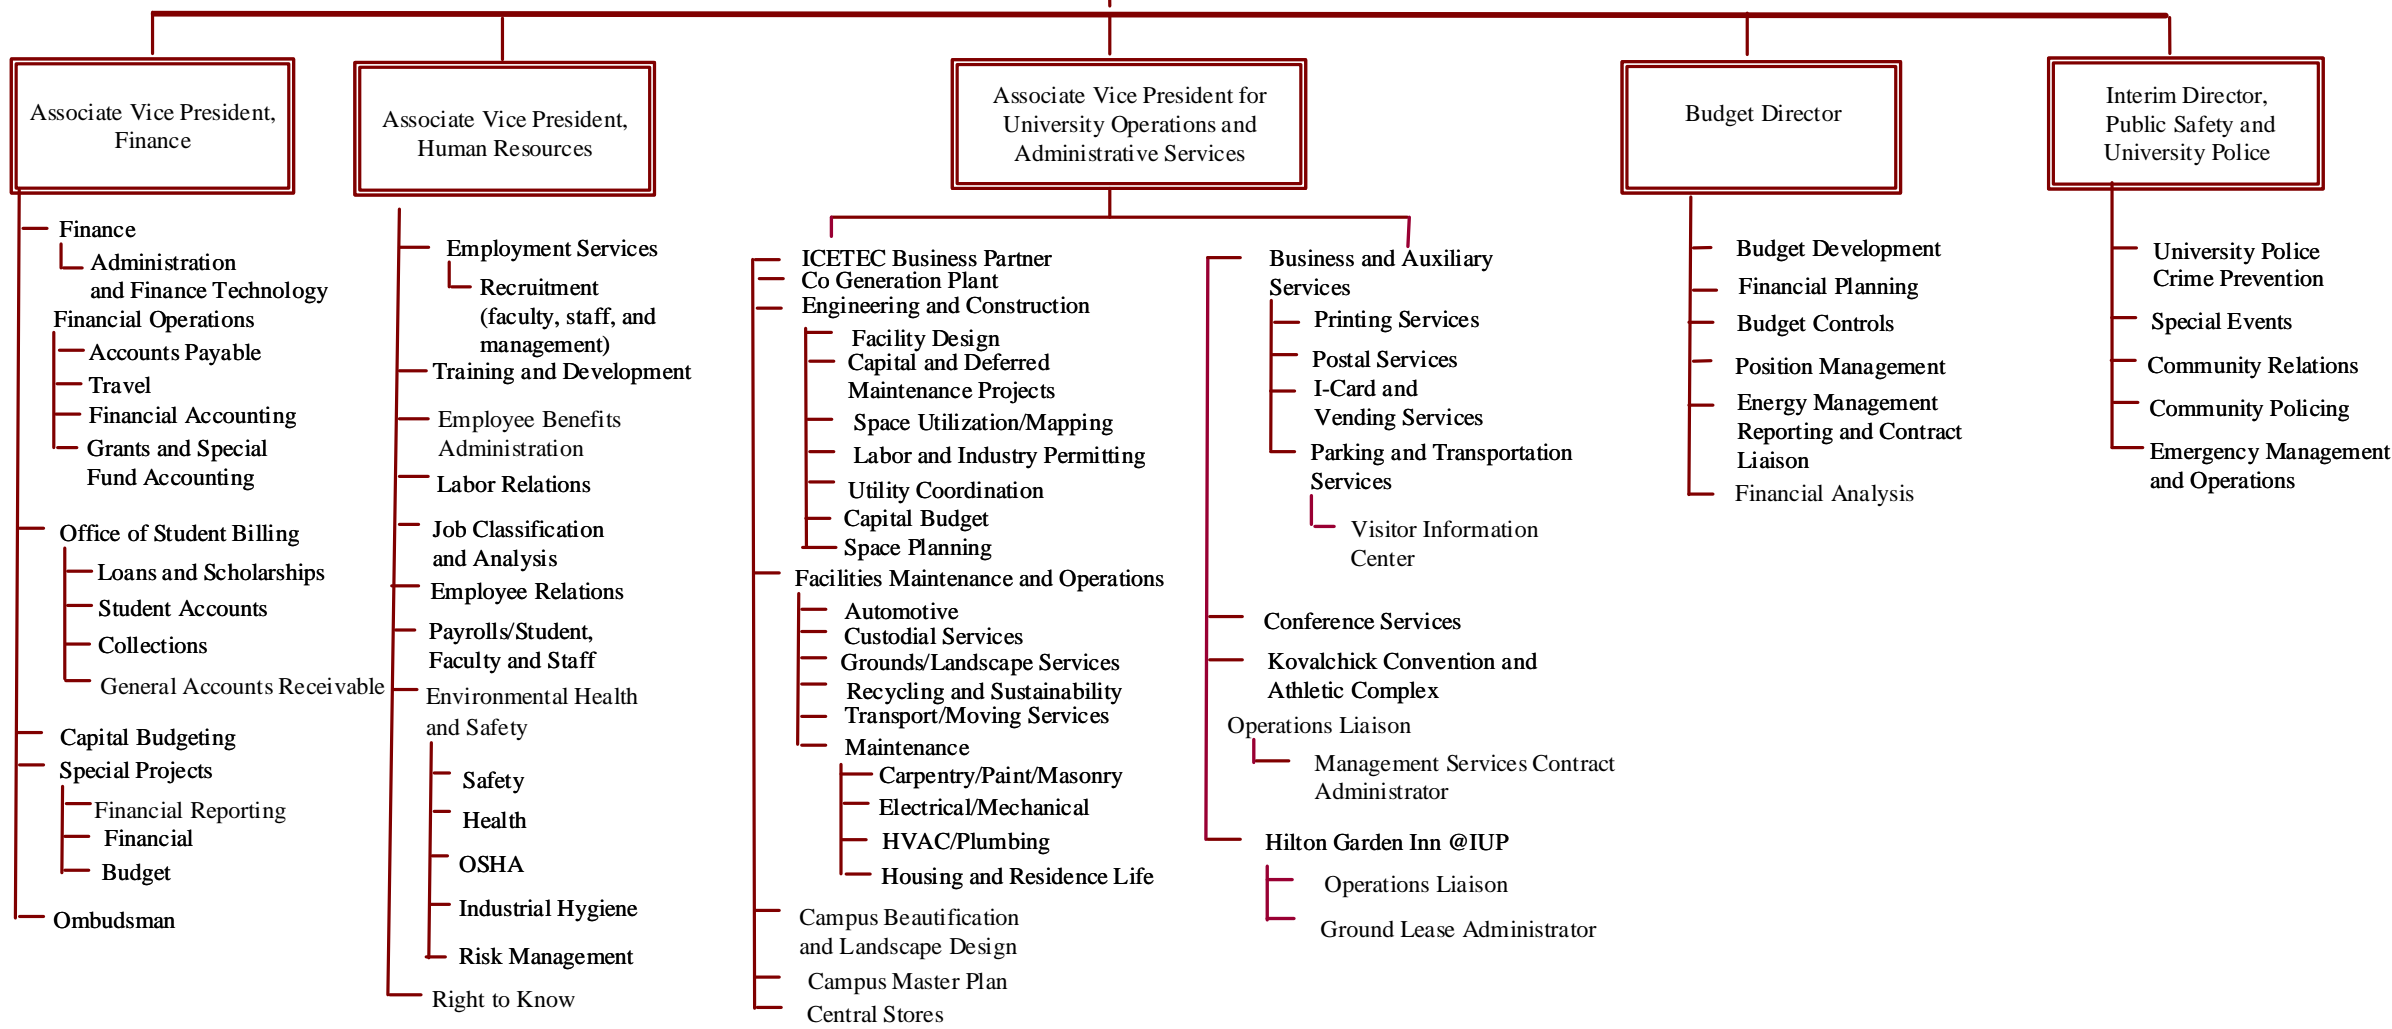 Associate Vice President,
Finance
Finance
Administration
and Finance Technology
Financial Operations
Accounts Payable
Travel
Financial Accounting
Grants and Special
Fund Accounting
Office of Student Billing
Loans and Scholarships
Student Accounts
Collections
General Accounts Receivable
Capital Budgeting
Special Projects
Financial Reporting
Financial
Budget
Ombudsman
Associate Vice President,
Human Resources
Employment Services
Recruitment
(faculty, staff, and
management)
Training and Development
Employee Benefits
Administration
Labor Relations
Job Classification
and Analysis
Employee Relations
Payrolls/Student,
Faculty and Staff
Environmental Health
and Safety
Safety
Health
OSHA
Industrial Hygiene
Risk Management
Right to Know
Associate Vice President for
University Operations and
Administrative Services
ICETEC Business Partner
Co Generation Plant
Engineering and Construction
Facility Design
Capital and Deferred
Maintenance Projects
Space Utilization/Mapping
Labor and Industry Permitting
Utility Coordination
Capital Budget
Space Planning
Facilities Maintenance and Operations
Automotive
Custodial Services
Grounds/Landscape Services
Recycling and Sustainability
Transport/Moving Services
Maintenance
Carpentry/Paint/Masonry
Electrical/Mechanical
HVAC/Plumbing
Housing and Residence Life
Campus Beautification
and Landscape Design
Campus Master Plan
Central Stores
Business and Auxiliary
Services
Printing Services
Postal Services
I-Card and
Vending Services
Parking and Transportation
Services
Visitor Information
Center
Conference Services
Kovalchick Convention and
Athletic Complex
Operations Liaison
Management Services Contract
Administrator
Hilton Garden Inn @IUP
Operations Liaison
Ground Lease Administrator
Budget Director
Budget Development
Financial Planning
Budget Controls
Position Management
Energy Management
Reporting and Contract
Liaison
Financial Analysis
Interim Director,
Public Safety and
University Police
University Police
Crime Prevention
Special Events
Community Relations
Community Policing
Emergency Management
and Operations